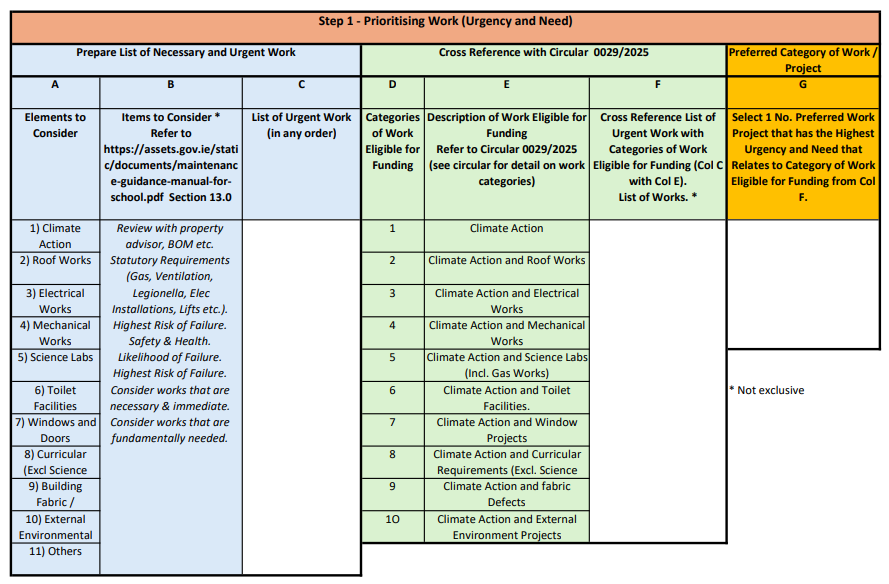 Step 1 - Prioritising Work (Urgency and Need)
Prepare List of Necessary and Urgent Work
Cross Reference with Circular 0029/2025
Preferred Category of Work /
Project
A
B
C
D
E
F
G
Elements to
Consider
Items to Consider *
Refer to
https://assets.gov.ie/stati
c/documents/maintenanc
e-guidance-manual-for-
school.pdf Section 13.0
List of Urgent Work
(in any order)
Categories
of Work
Eligible for
Funding
Description of Work Eligible for
Funding
Refer to Circular 0029/2025
(see circular for detail on work
categories)
Cross Reference List of
Urgent Work with
Categories of Work
Eligible for Funding (Col C
with Col E).
List of Works. *
Select 1 No. Preferred Work
Project that has the Highest
Urgency and Need that
Relates to Category of Work
Eligible for Funding from Col
F.
1) Climate
Action
2) Roof Works
3) Electrical
Works
4) Mechanical
Works
5) Science Labs
6) Toilet
Facilities
7) Windows and
Doors
8) Curricular
(Excl Science
9) Building
Fabric /
10) External
Environmental
11) Others
Review with property
advisor, BOM etc.
Statutory Requirements
(Gas, Ventilation,
Legionella, Elec
Installations, Lifts etc.).
Highest Risk of Failure.
Safety & Health.
Likelihood of Failure.
Highest Risk of Failure.
Consider works that are
necessary & immediate.
Consider works that are
fundamentally needed.
1
Climate Action
2
Climate Action and Roof Works
3
Climate Action and Electrical
Works
4
Climate Action and Mechanical
Works
5
Climate Action and Science Labs
(Incl. Gas Works)
6
Climate Action and Toilet
Facilities.
7
Climate Action and Window
Projects
8
Climate Action and Curricular
Requirements (Excl. Science
9
Climate Action and fabric
Defects
1O
Climate Action and External
Environment Projects
* Not exclusive